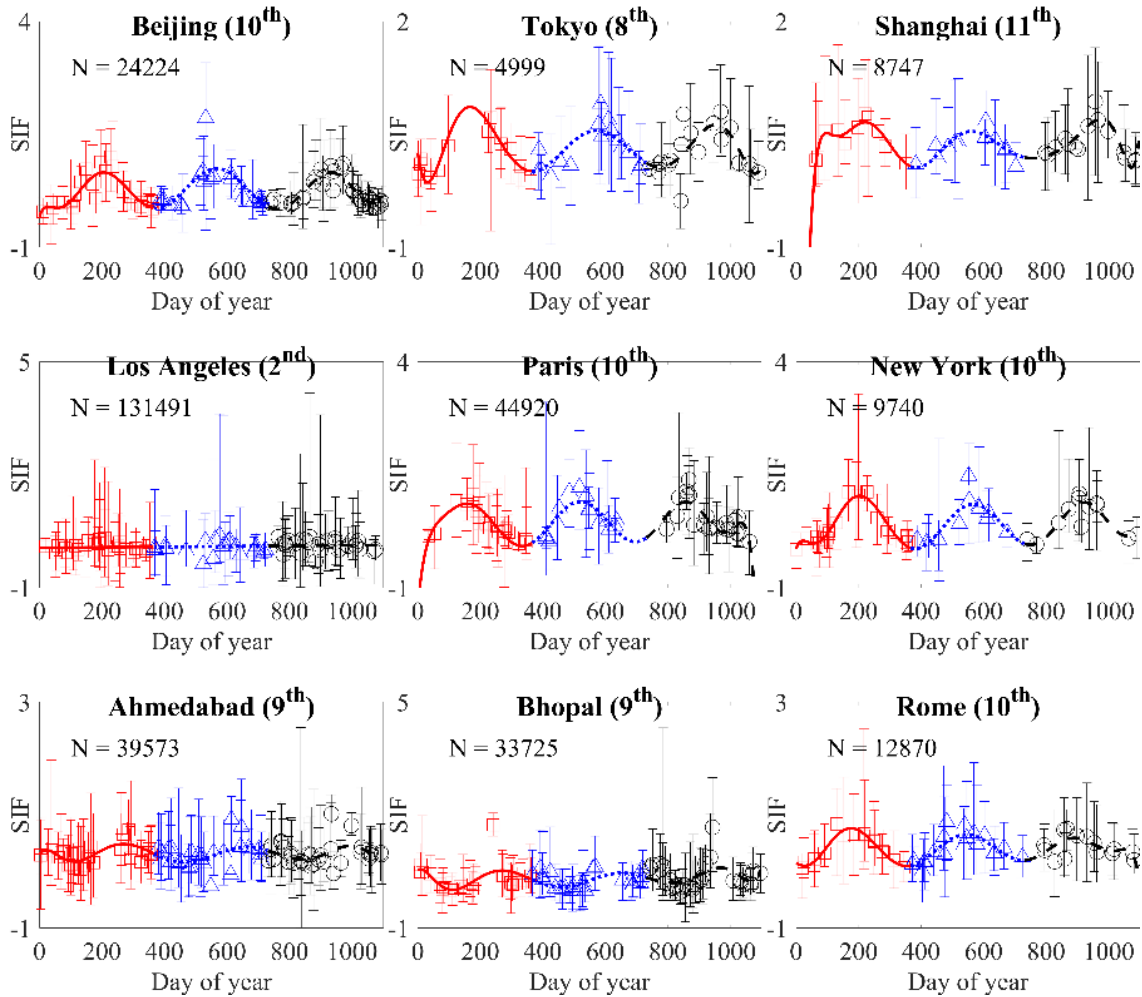 4
Beijing (10th)
N = 24224
SIF
-1
0 200 400 600 800 1000
Day of year
2
Tokyo (8th)
N = 4999
SIF
-1
0 200 400 600 800 1000
Day of year
2
Shanghai (11th)
N = 8747
SIF
-1
0 200 400 600 800 1000
Day of year
5
Los Angeles (2nd)
N = 131491
SIF
-1
0 200 400 600 800 1000
Day of year
4
Paris (10th)
N = 44920
SIF
-1
0 200 400 600 800 1000
Day of year
4
New York (10th)
N = 9740
SIF
-1
0 200 400 600 800 1000
Day of year
3
Ahmedabad (9th)
N = 39573
SIF
-1
0 200 400 600 800 1000
Day of year
5
Bhopal (9th)
N = 33725
SIF
-1
0 200 400 600 800 1000
Day of year
3
Rome (10th)
N = 12870
SIF
-1
0 200 400 600 800 1000
Day of year